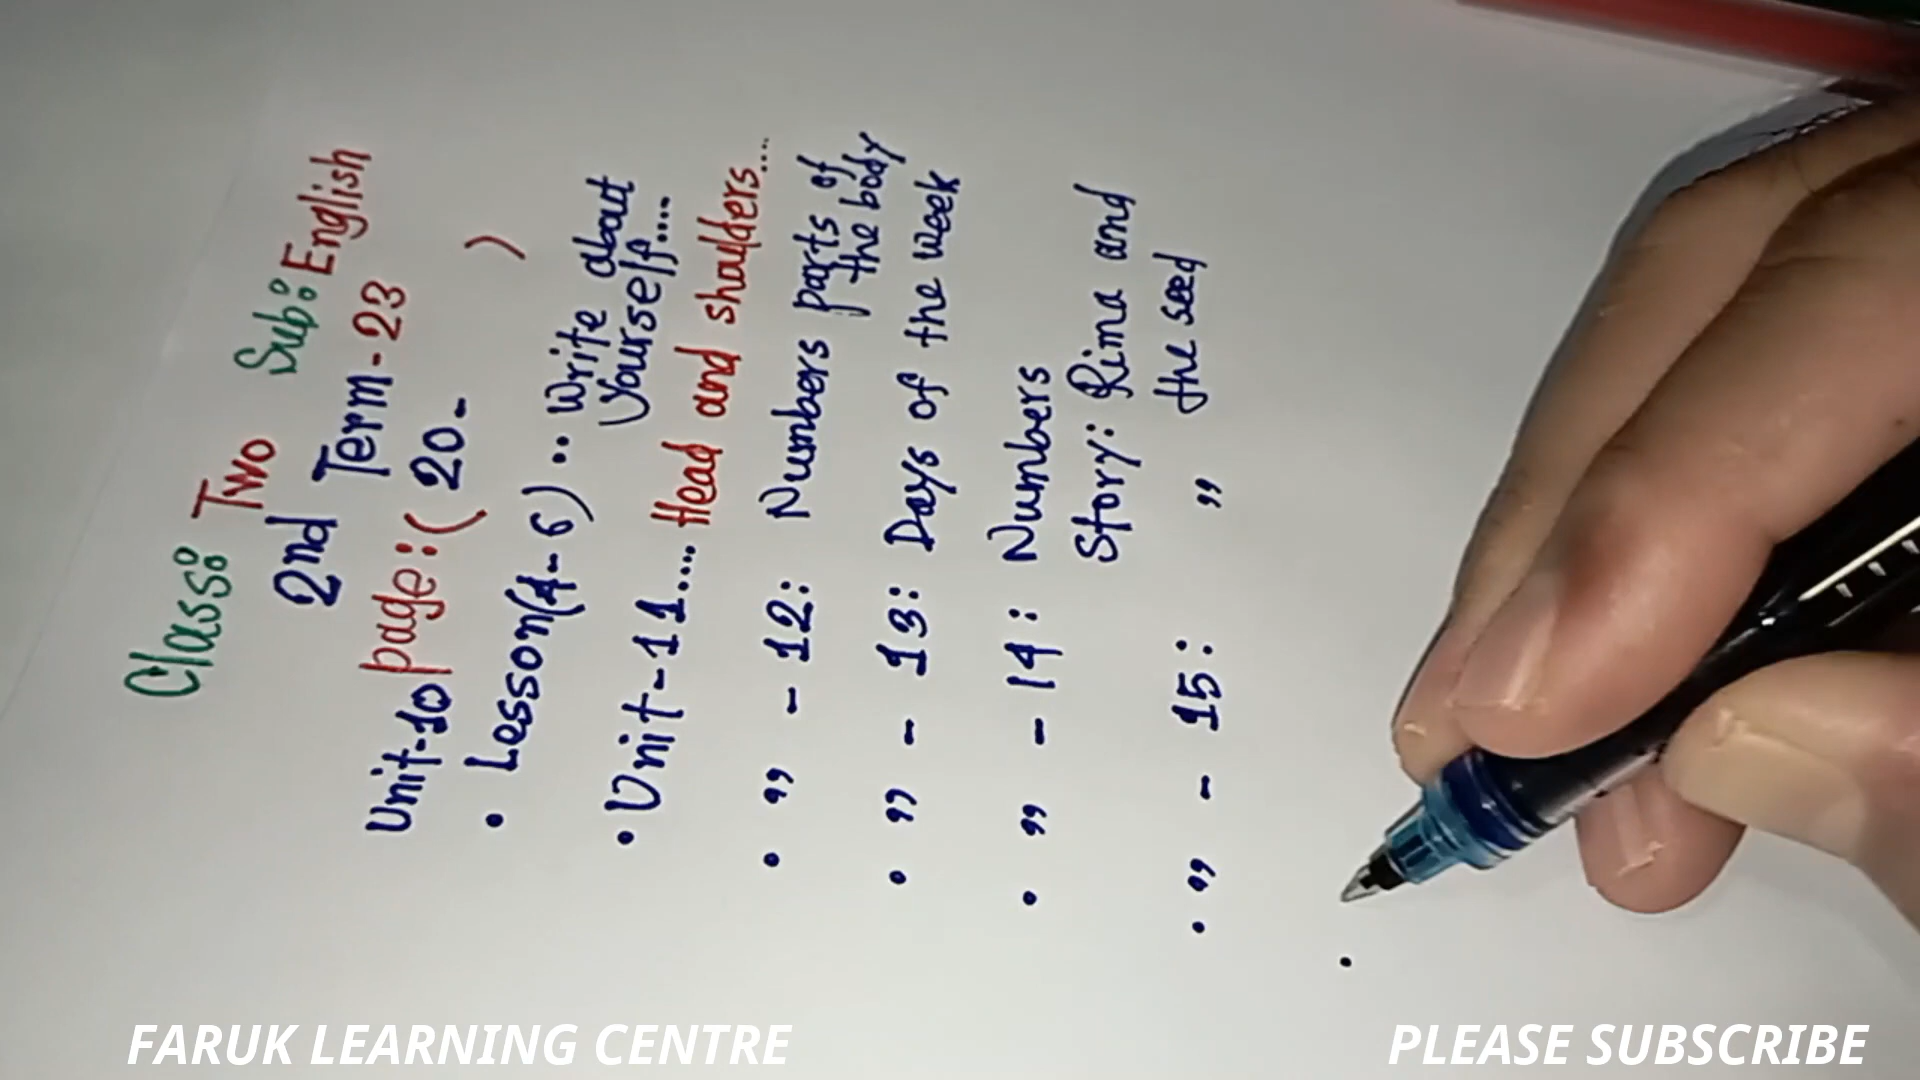 Class: Two Sub: English
2nd Term-23
page: ( 20- )
Unit-10
• Lesson(4-6) .. write about
yourself....
• Unit-11.... Head and shoulders....
• " - 12: Numbers parts of
the body
• " - 13: Days of the week
• " - 14: Numbers
Story: Rima and
• " - 15: " the seed
•
FARUK LEARNING CENTRE
PLEASE SUBSCRIBE